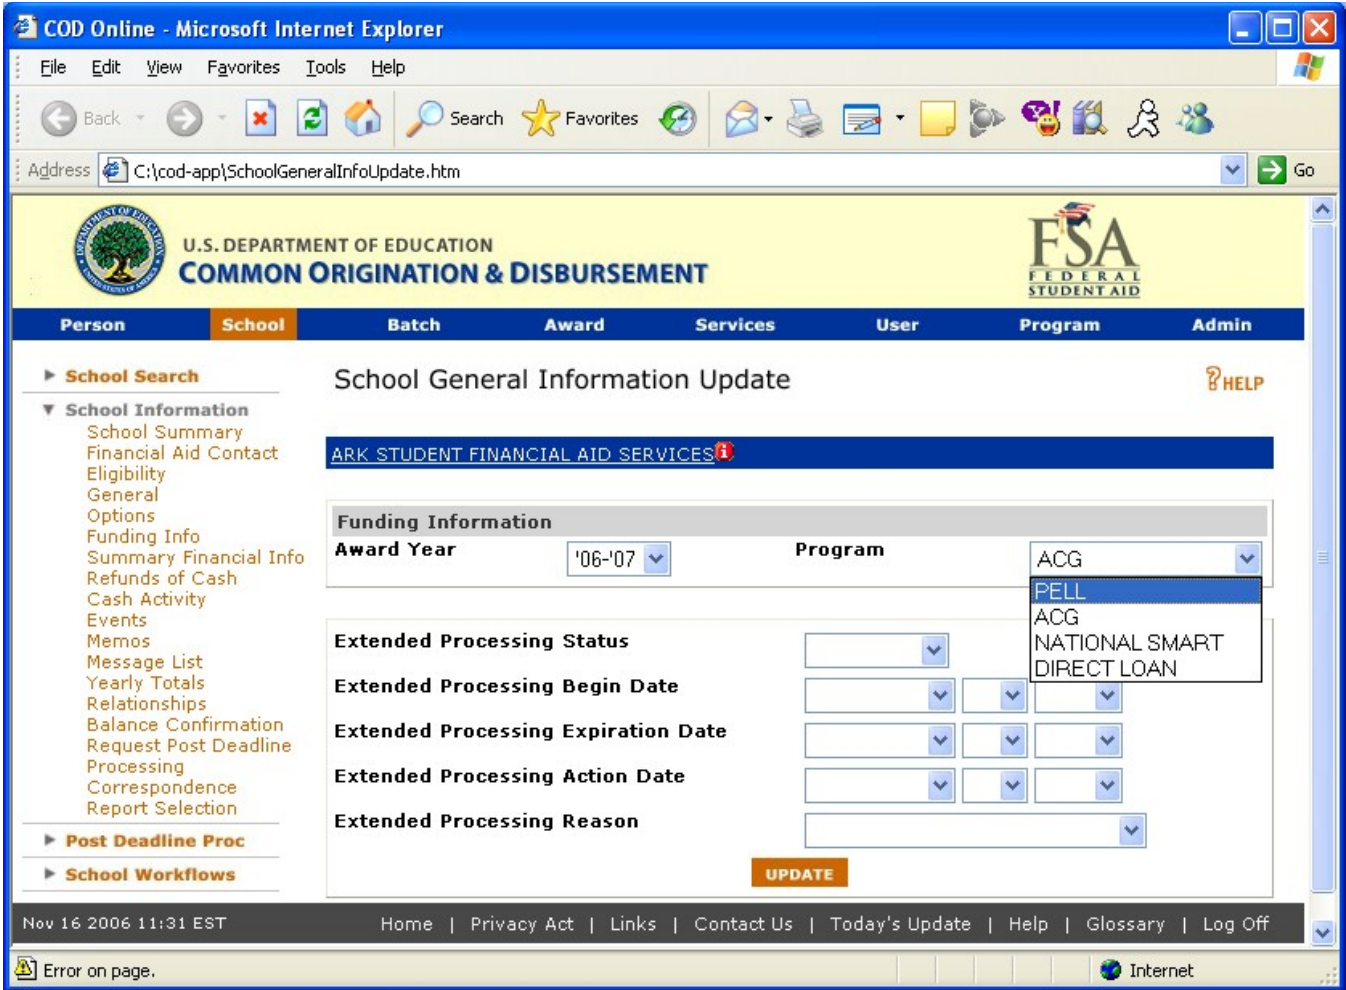 COD Online - Microsoft Internet Explorer
File Edit View Favorites Tools Help
Back Search Favorites
Address C:\cod-app\SchoolGeneralInfoUpdate.htm Go
U.S. DEPARTMENT OF EDUCATION
COMMON ORIGINATION & DISBURSEMENT
FSA
FEDERAL
STUDENT AID
Person School Batch Award Services User Program Admin
School Search
School Information
School Summary
Financial Aid Contact
Eligibility
General
Options
Funding Info
Summary Financial Info
Refunds of Cash
Cash Activity
Events
Memos
Message List
Yearly Totals
Relationships
Balance Confirmation
Request Post Deadline
Processing
Correspondence
Report Selection
Post Deadline Proc
School Workflows
School General Information Update
HELP
ARK STUDENT FINANCIAL AID SERVICES
Funding Information
Award Year '06-'07 Program ACG
PELL
ACG
NATIONAL SMART
DIRECT LOAN
Extended Processing Status
Extended Processing Begin Date
Extended Processing Expiration Date
Extended Processing Action Date
Extended Processing Reason
UPDATE
Nov 16 2006 11:31 EST Home | Privacy Act | Links | Contact Us | Today's Update | Help | Glossary | Log Off
Error on page. Internet